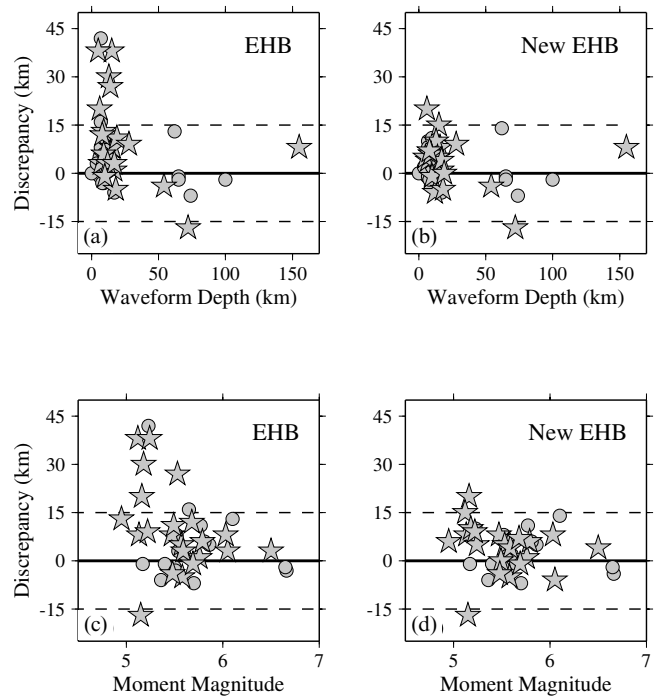 45
30
15
0
-15
Discrepancy (km)
EHB
(a)
0 50 100 150
Waveform Depth (km)
45
30
15
0
-15
New EHB
(b)
0 50 100 150
Waveform Depth (km)
45
30
15
0
-15
Discrepancy (km)
EHB
(c)
5 6 7
Moment Magnitude
45
30
15
0
-15
New EHB
(d)
5 6 7
Moment Magnitude